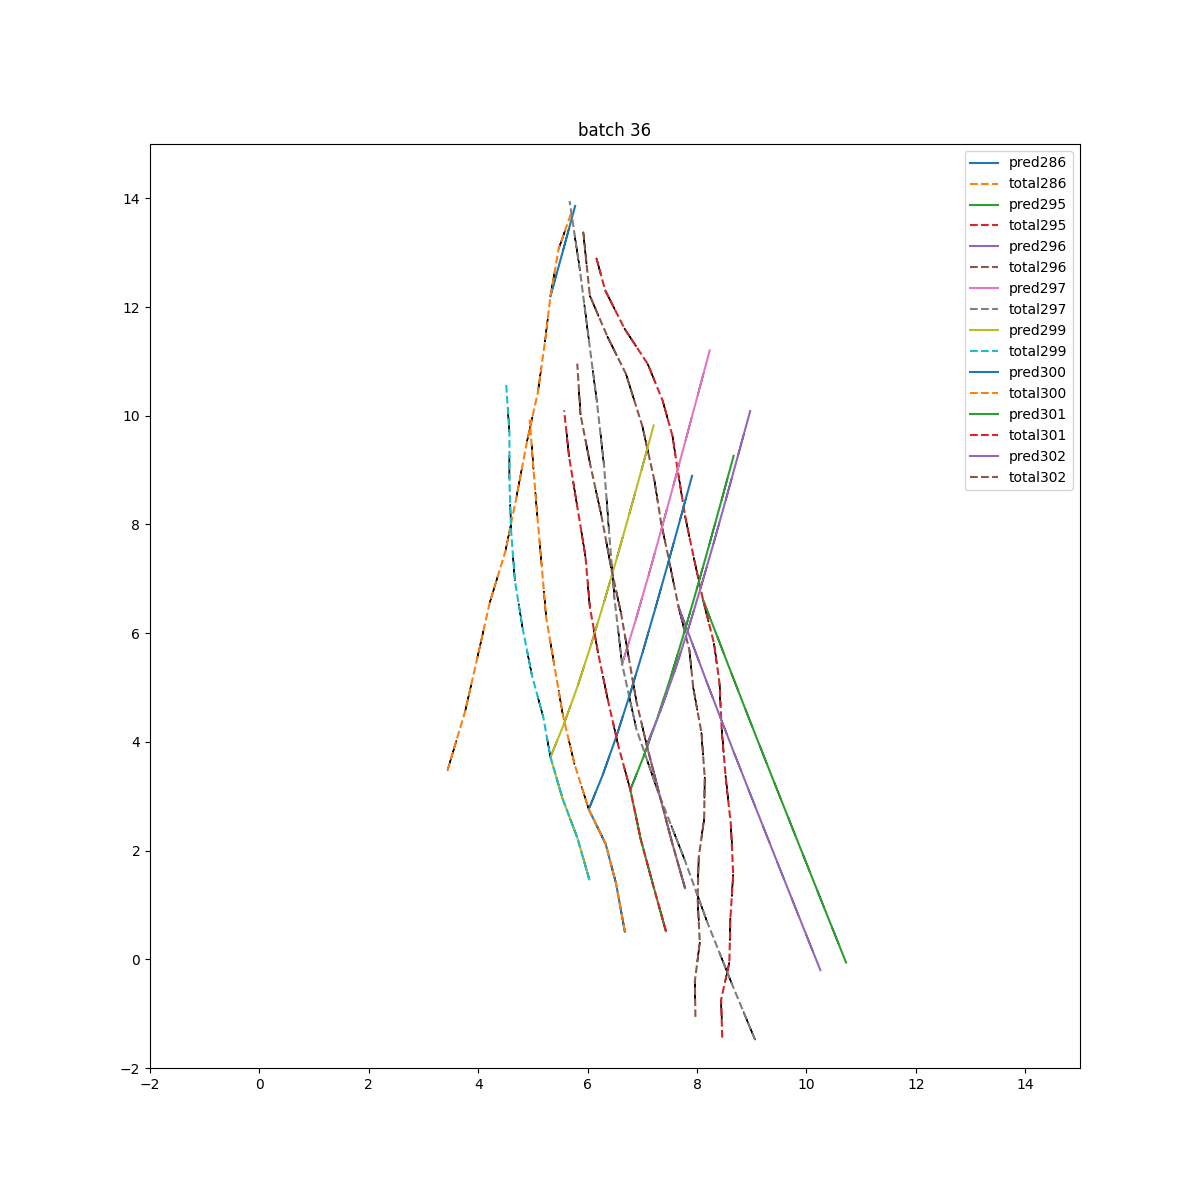 batch 36
pred286
total286
pred295
total295
pred296
total296
pred297
total297
pred299
total299
pred300
total300
pred301
total301
pred302
total302
14
12
10
8
6
4
2
0
−2
−2 0 2 4 6 8 10 12 14